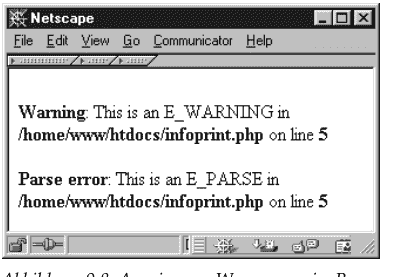 Netscape
File Edit View Go Communicator Help
Warning: This is an E_WARNING in
/home/www/htdocs/infoprint.php on line 5
Parse error: This is an E_PARSE in
/home/www/htdocs/infoprint.php on line 5